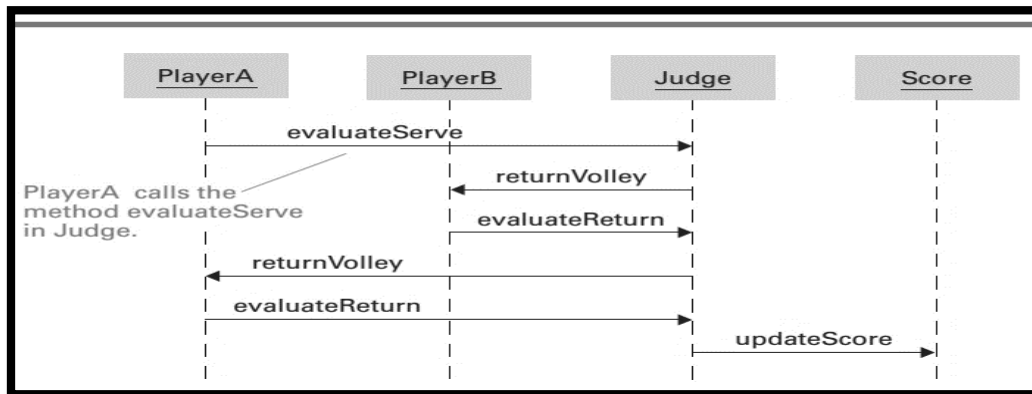 PlayerA
PlayerB
Judge
Score
evaluateServe
returnVolley
PlayerA calls the
method evaluateServe
in Judge.
evaluateReturn
returnVolley
evaluateReturn
updateScore